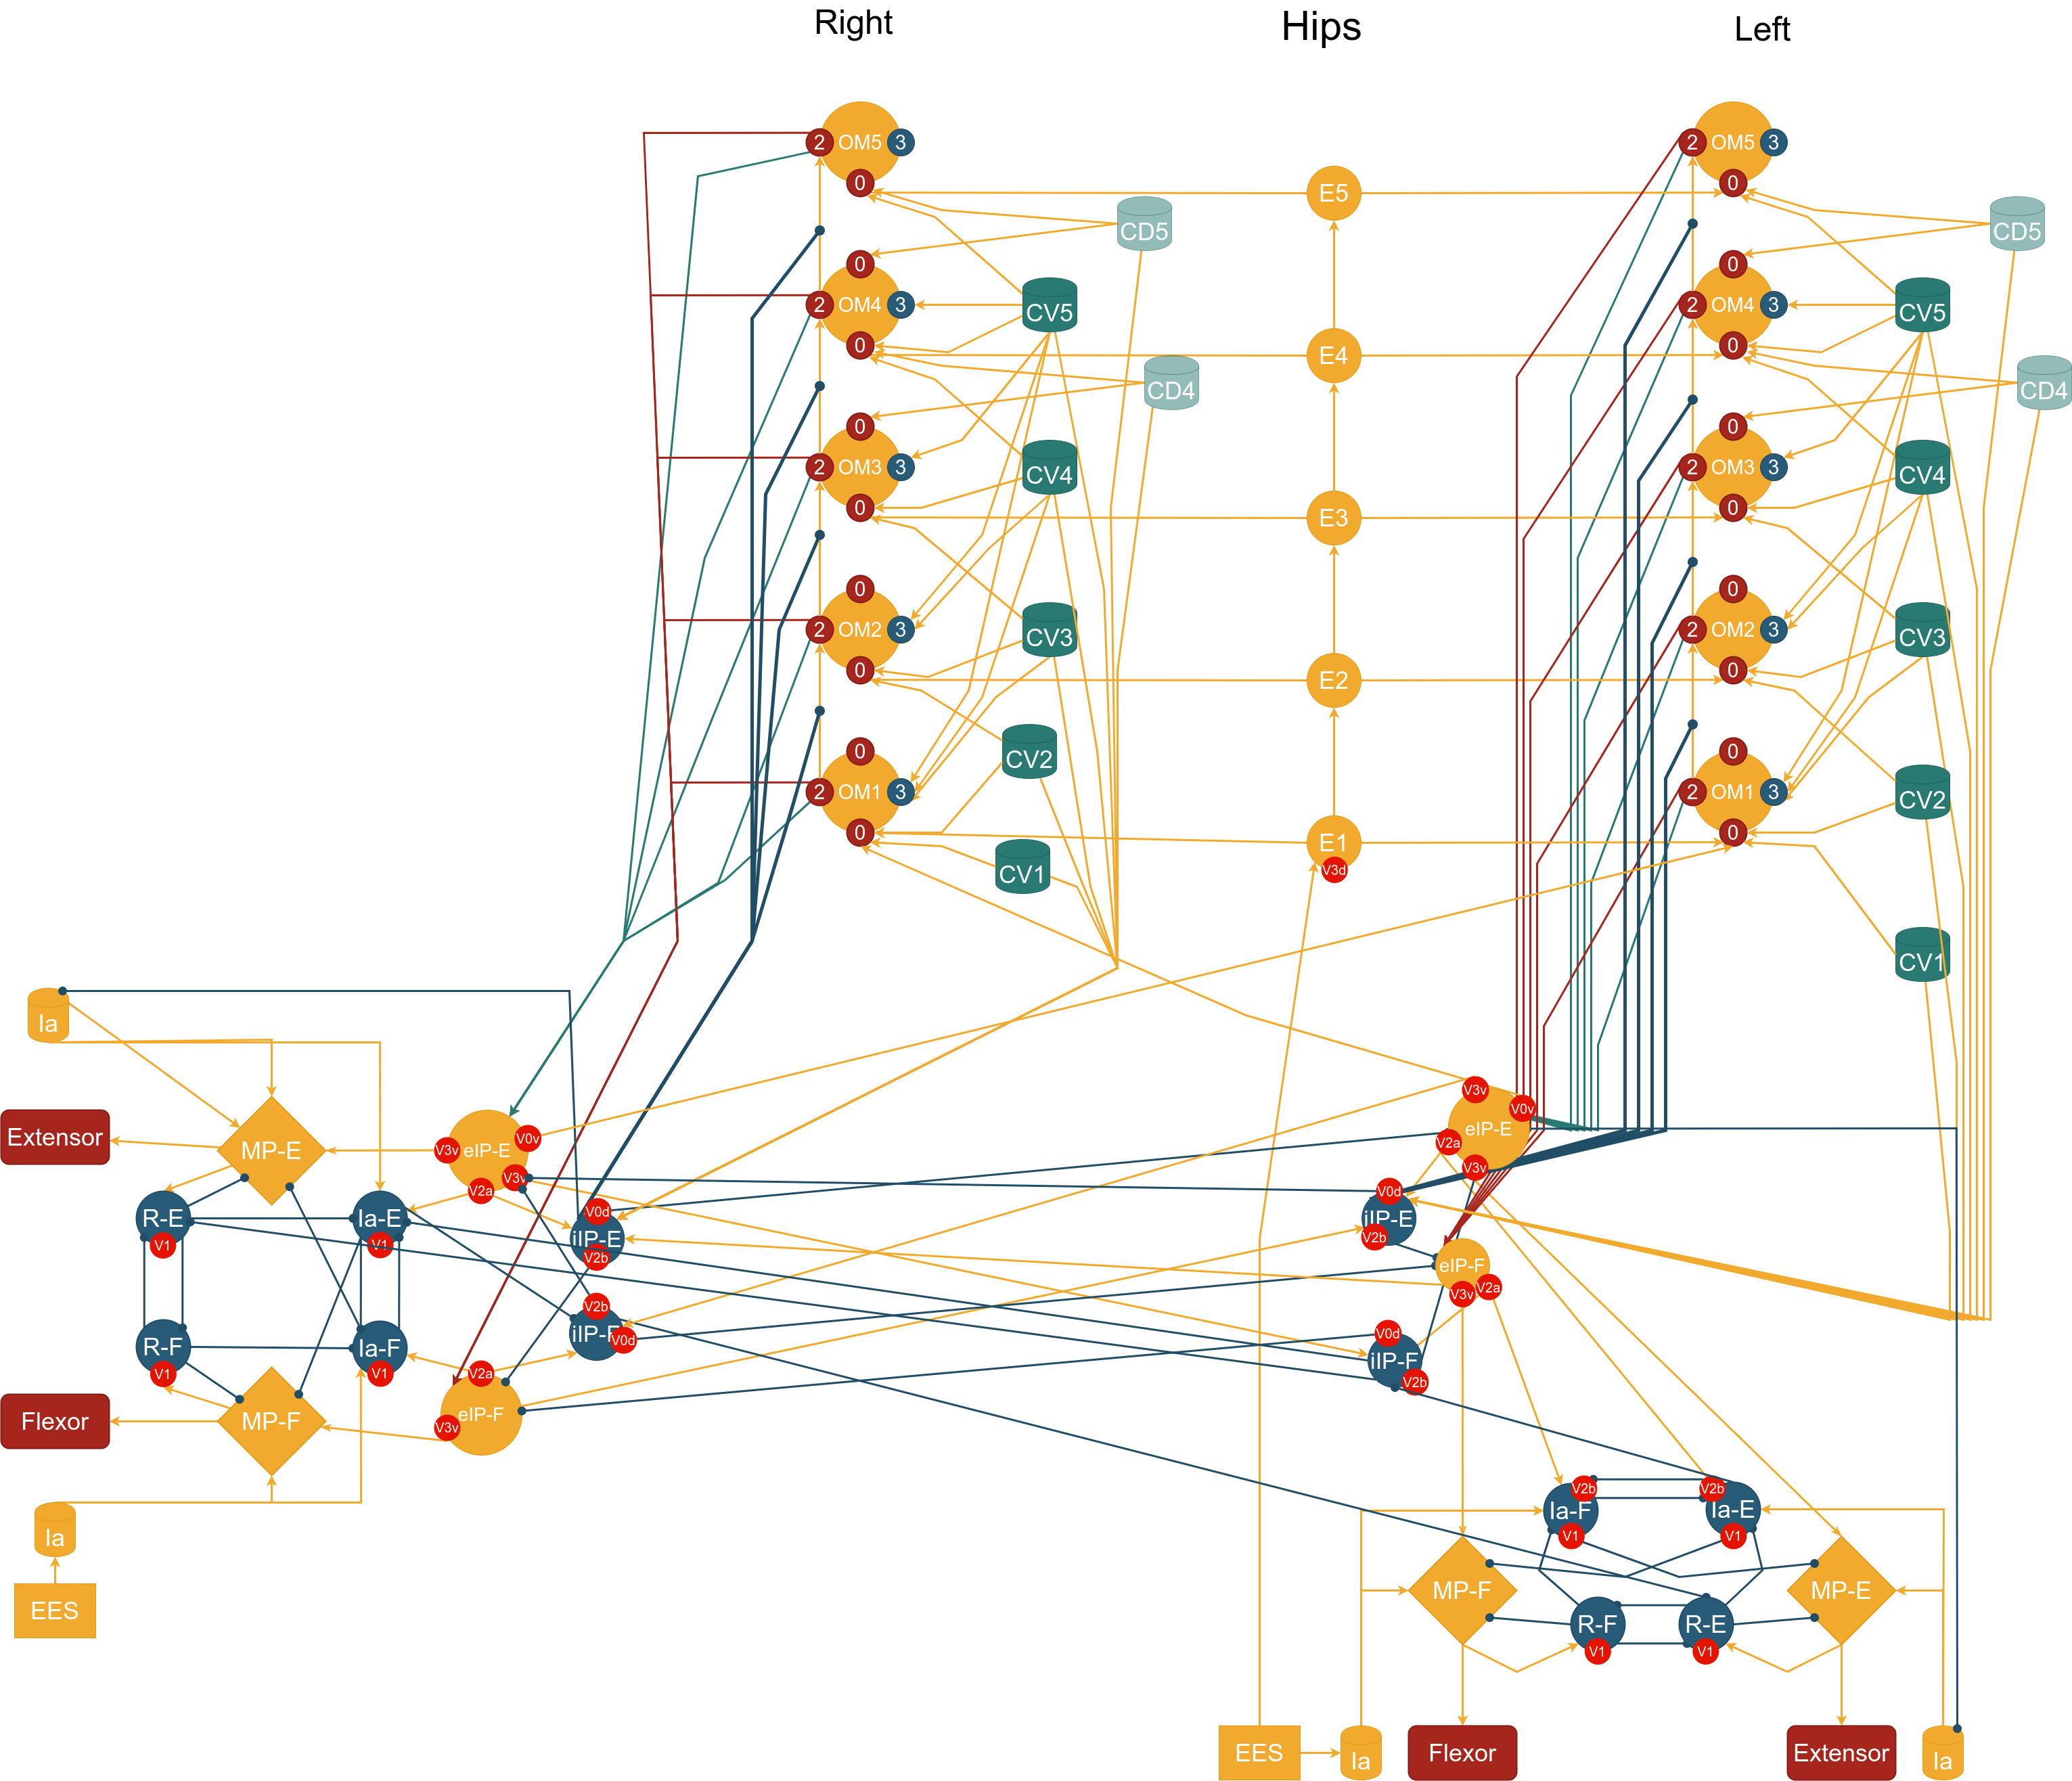 Right
Hips
Left
2
OM5
3
0
E5
2
OM5
3
0
CD5
CD5
0
2
OM4
3
0
CV5
E4
0
2
OM4
3
0
CV5
CD4
CD4
0
2
OM3
3
0
CV4
E3
0
2
OM3
3
0
CV4
0
2
OM2
3
0
CV3
E2
0
2
OM2
3
0
CV3
0
2
OM1
3
0
CV2
E1
V3d
0
2
OM1
3
0
CV2
CV1
CV1
Ia
Extensor
MP-E
V3v
eIP-E
V0v
V3v
V2a
R-E
V1
Ia-E
V1
V0d
iIP-E
V2b
R-F
V1
Ia-F
V1
V2b
iIP-F
V0d
Flexor
MP-F
V2a
eIP-F
V3v
Ia
EES
V3v
V0v
eIP-E
V2a
V3v
V0d
iIP-E
V2b
eIP-F
V3v
V2a
V0d
iIP-F
V2b
V2b
Ia-F
V1
V2b
Ia-E
V1
MP-F
MP-E
R-F
V1
R-E
V1
EES
Ia
Flexor
Extensor
Ia